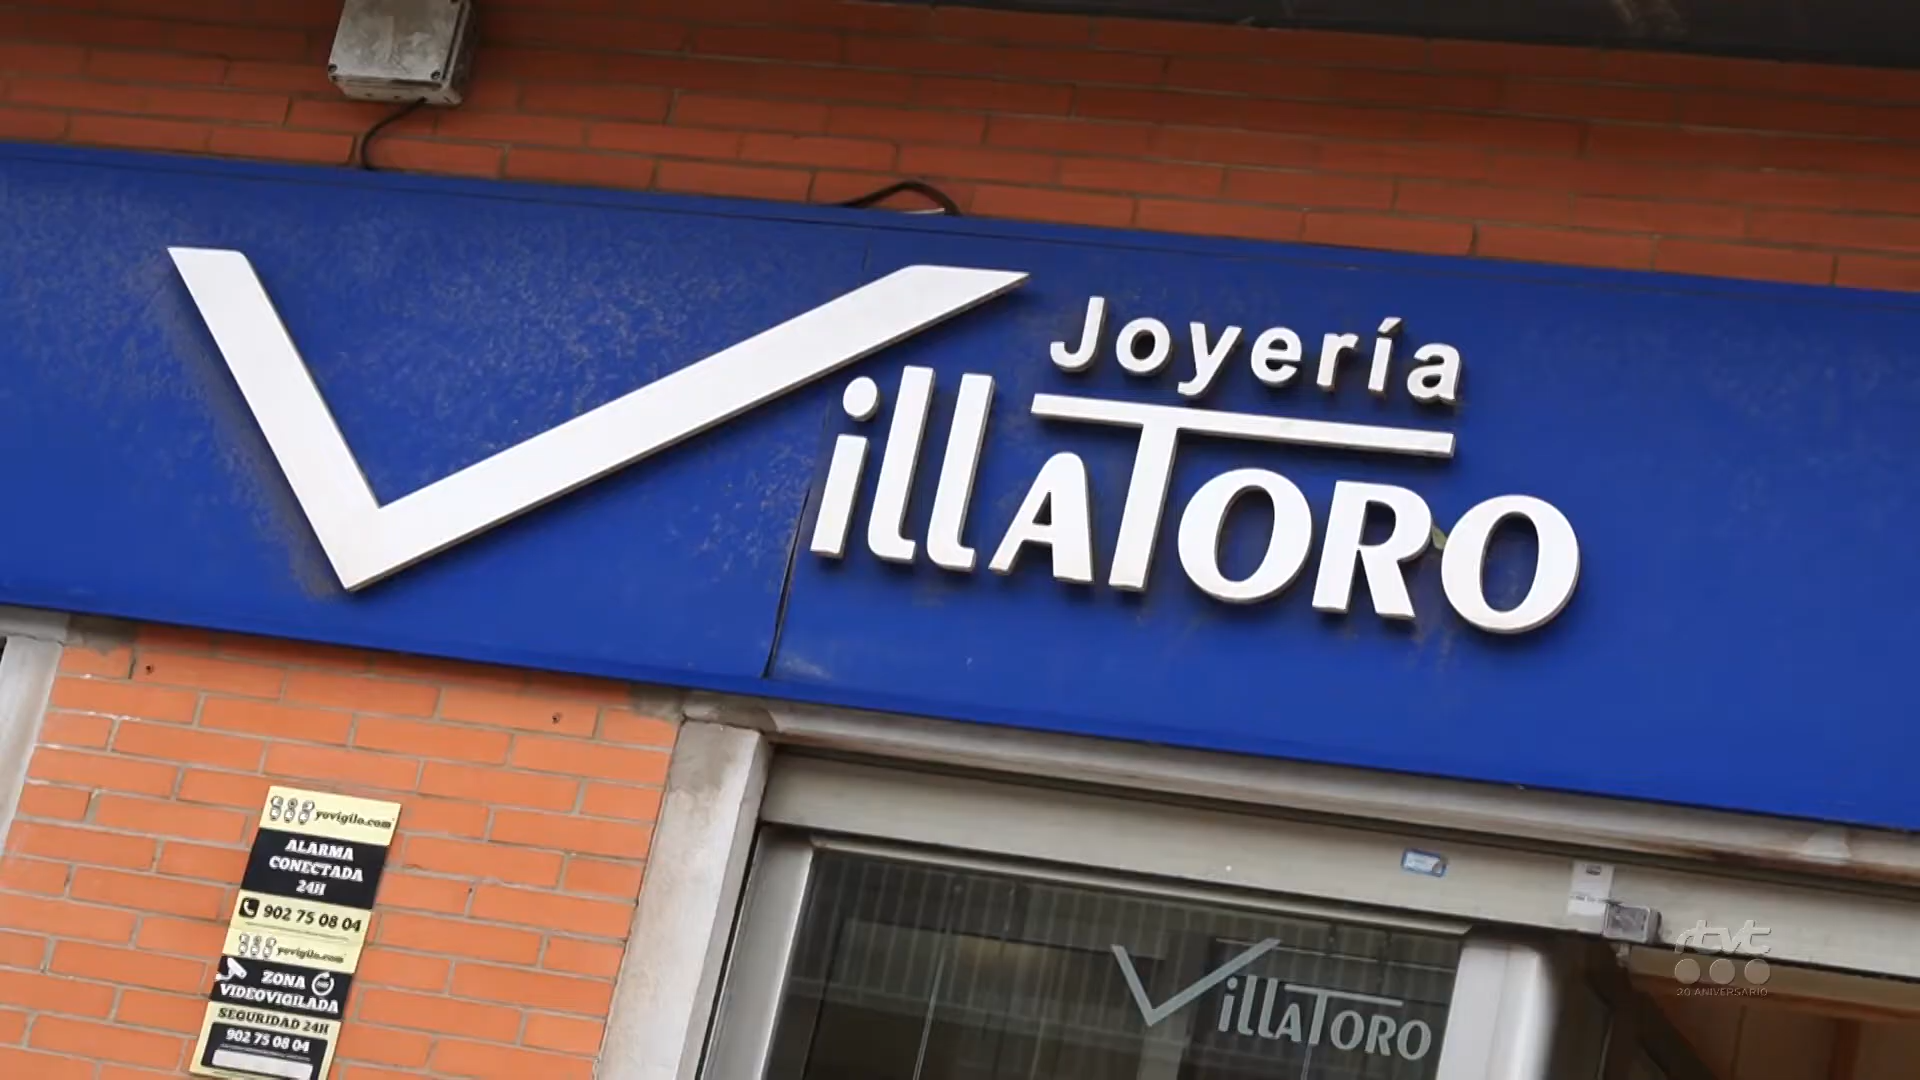 Joyería
VillaToro
yovigilo.com
ALARMA
CONECTADA
24H
902 75 08 04
yovigilo.com
ZONA
VIDEOVIGILADA
SEGURIDAD 24H
902 75 08 04
VillaToro
rtvt
20 ANIVERSARIO